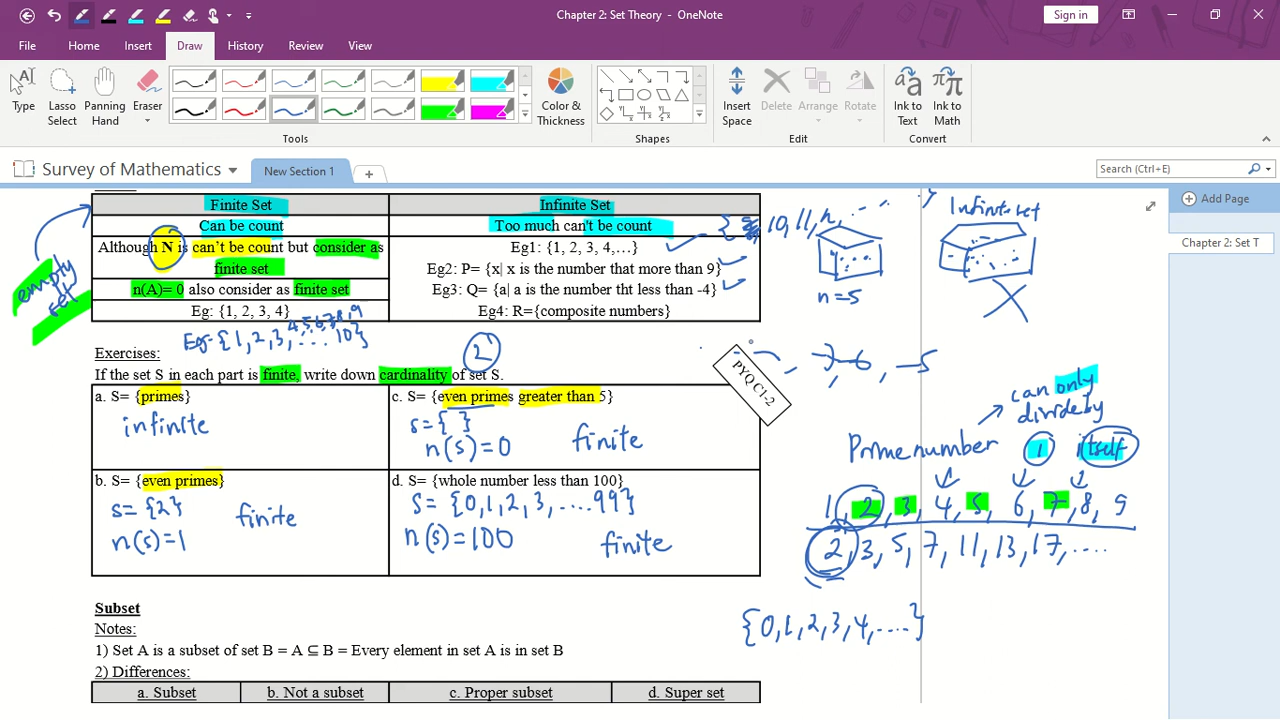 Chapter 2: Set Theory - OneNote
Sign in
File Home Insert Draw History Review View
Type
Lasso Select
Panning Hand
Eraser
Color & Thickness
Insert Space
Delete
Arrange
Rotate
Ink to Text
Ink to Math
Tools
Shapes
Edit
Convert
Survey of Mathematics
New Section 1
Search (Ctrl+E)
Add Page
Chapter 2: Set T
Finite Set
Infinite Set
Can be count
Too much can't be count
Although N is can't be count but consider as finite set
Eg1: {1, 2, 3, 4,…}
Eg2: P= {x| x is the number that more than 9}
n(A)= 0 also consider as finite set
Eg3: Q= {a| a is the number tht less than -4}
Eg: {1, 2, 3, 4}
Eg4: R={composite numbers}
empty set
Eg: {1, 2, 3, .... 10}
4, 5, 6, 7, 8, 9
2
10, 11, 12, ....
n = 5
Infinite set
-7, -6, -5
PYQ C1-2
Exercises:
If the set S in each part is finite, write down cardinality of set S.
a. S= {primes}
infinite
c. S= {even primes greater than 5}
S= { }
n(S) = 0
finite
b. S= {even primes}
S= {2}
n(S)=1
finite
d. S= {whole number less than 100}
S= {0,1,2,3,....99}
n(S) = 100
finite
can only divide by
Prime number
1 itself
1, 2, 3, 4, 5, 6, 7, 8, 9
2, 3, 5, 7, 11, 13, 17, ....
{0,1,2,3,4,....}
Subset
Notes:
1) Set A is a subset of set B = A ⊆ B = Every element in set A is in set B
2) Differences:
a. Subset
b. Not a subset
c. Proper subset
d. Super set